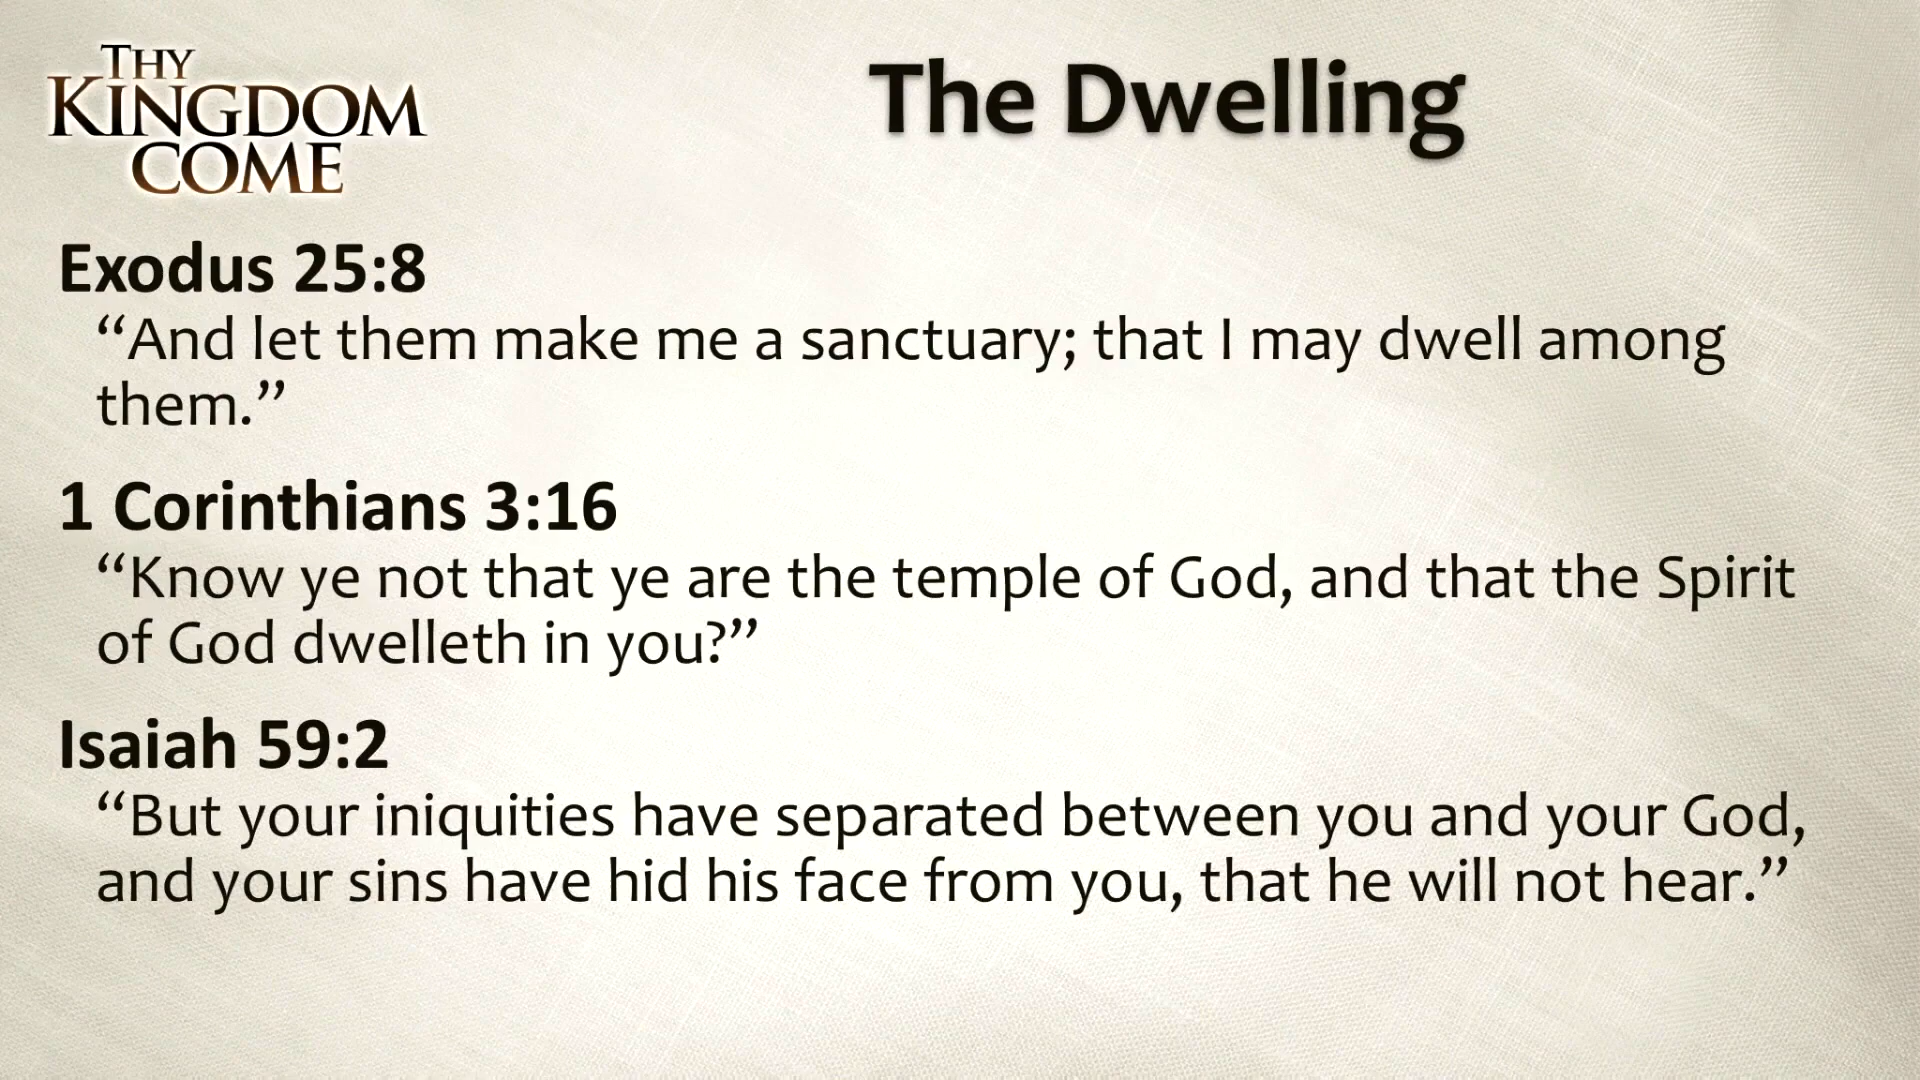 THY
KINGDOM
COME
The Dwelling
Exodus 25:8
“And let them make me a sanctuary; that I may dwell among
them.”
1 Corinthians 3:16
“Know ye not that ye are the temple of God, and that the Spirit
of God dwelleth in you?”
Isaiah 59:2
“But your iniquities have separated between you and your God,
and your sins have hid his face from you, that he will not hear.”